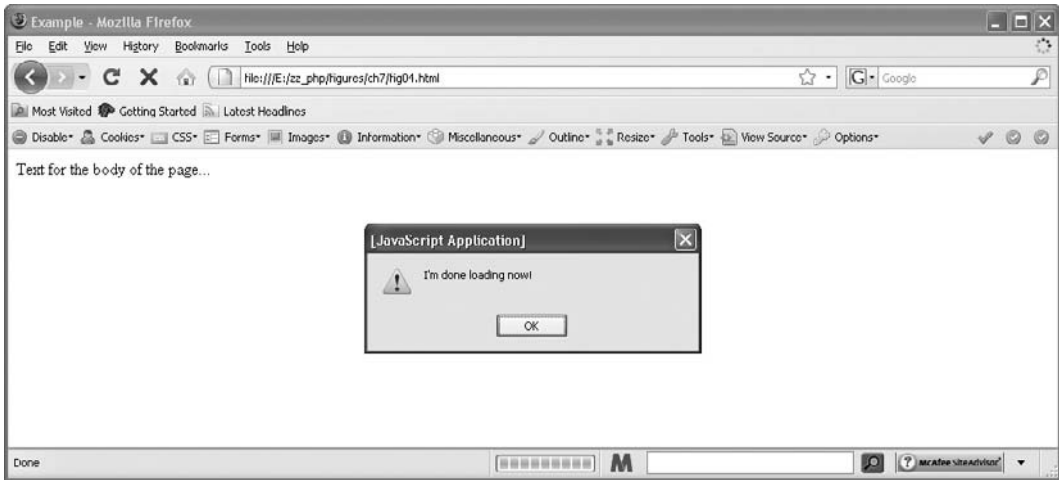 Example - Mozilla Firefox
File Edit View History Bookmarks Tools Help
file:///E:/zz_php/figures/ch7/fig04.html
G Google
Most Visited Getting Started Latest Headlines
Disable Cookies CSS Forms Images Information Miscellaneous Outline Resize Tools View Source Options
Text for the body of the page...
[JavaScript Application]
I'm done loading now!
OK
Done
M
McAfee SiteAdvisor